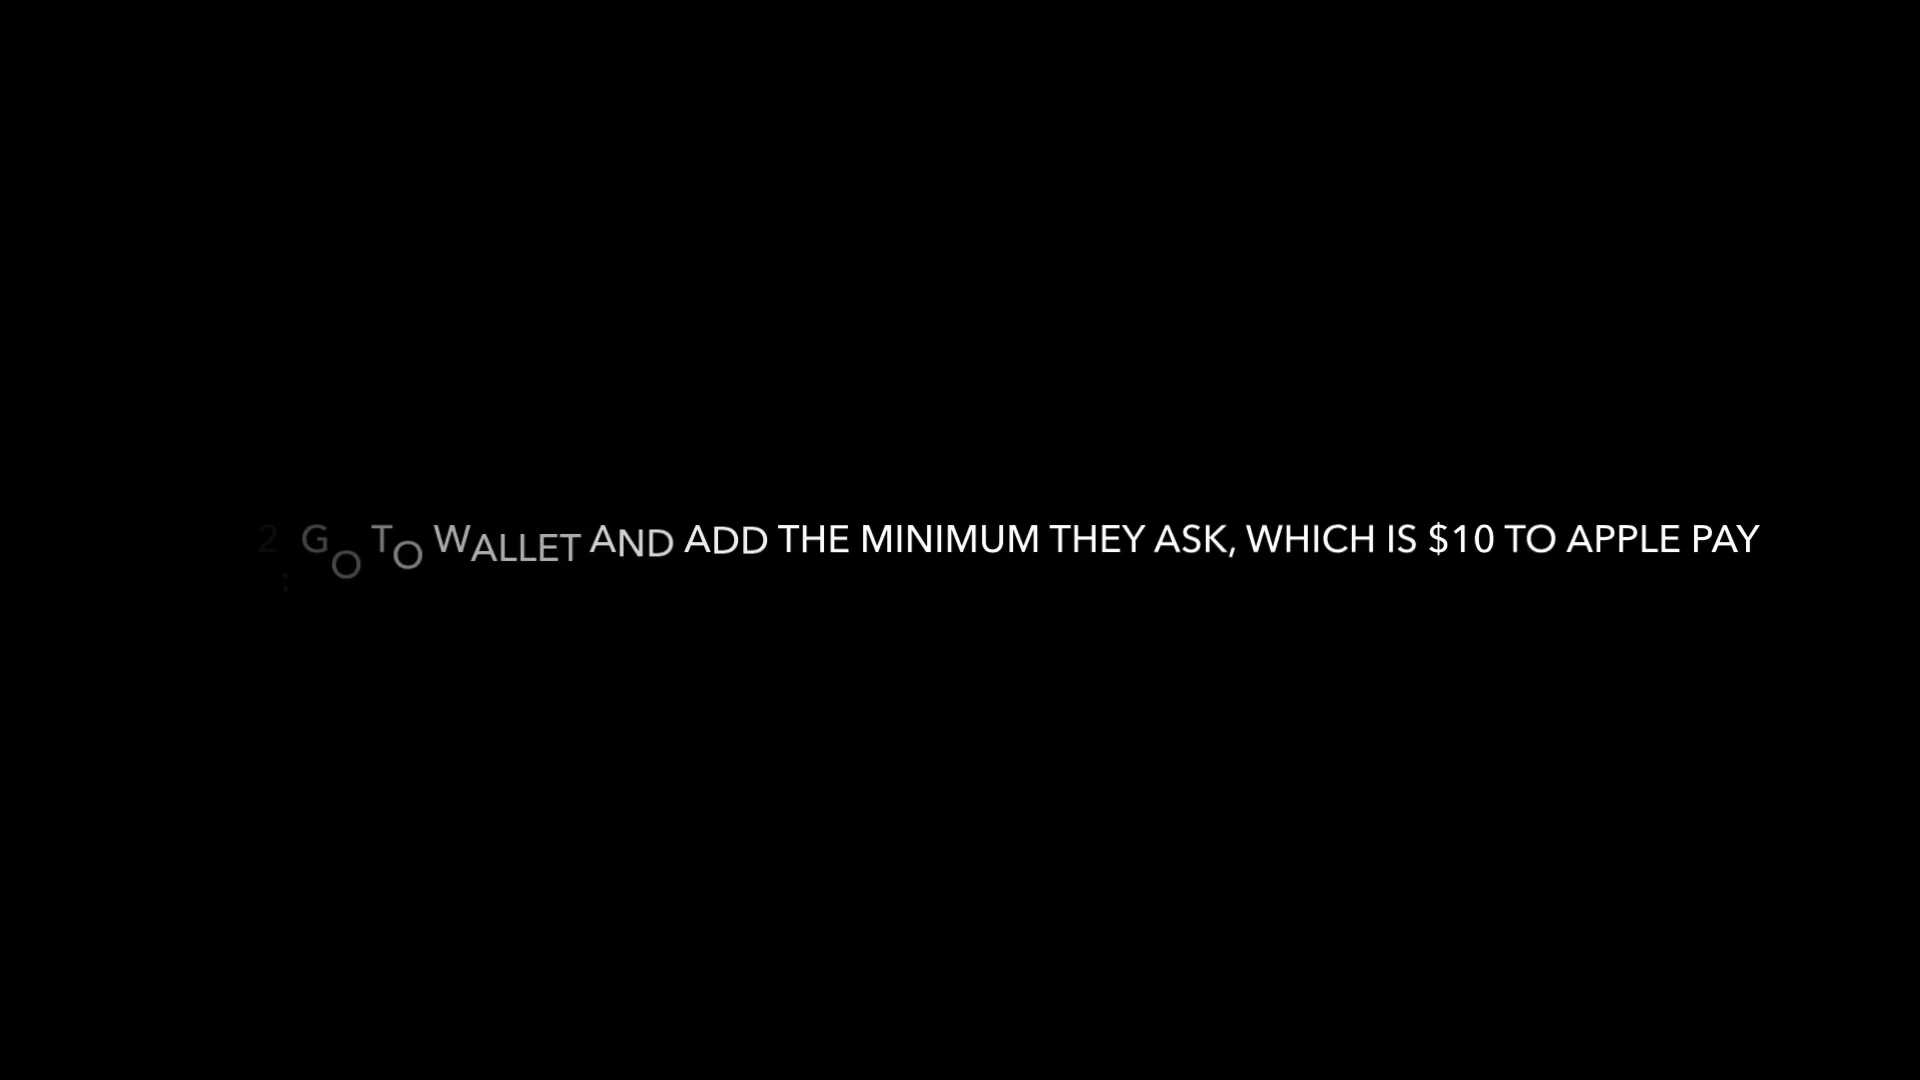 2: GO TO WALLET AND ADD THE MINIMUM THEY ASK, WHICH IS $10 TO APPLE PAY